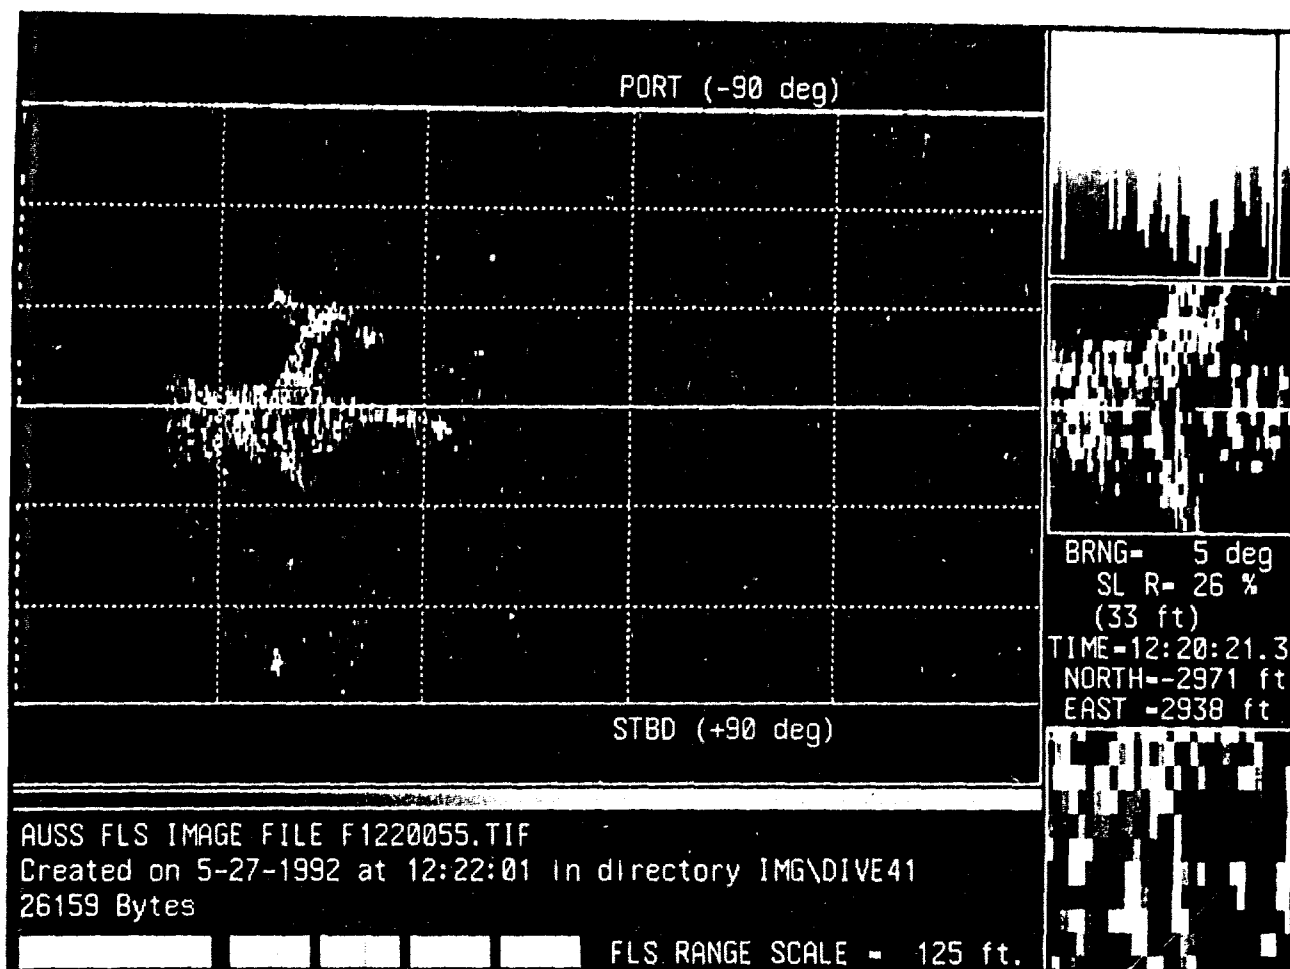 PORT (-90 deg)
STBD (+90 deg)
BRNG= 5 deg
SL R= 26 %
(33 ft)
TIME=12:20:21.3
NORTH=-2971 ft
EAST =2938 ft
AUSS FLS IMAGE FILE F1220055.TIF
Created on 5-27-1992 at 12:22:01 in directory IMG\DIVE41
26159 Bytes
FLS RANGE SCALE = 125 ft.